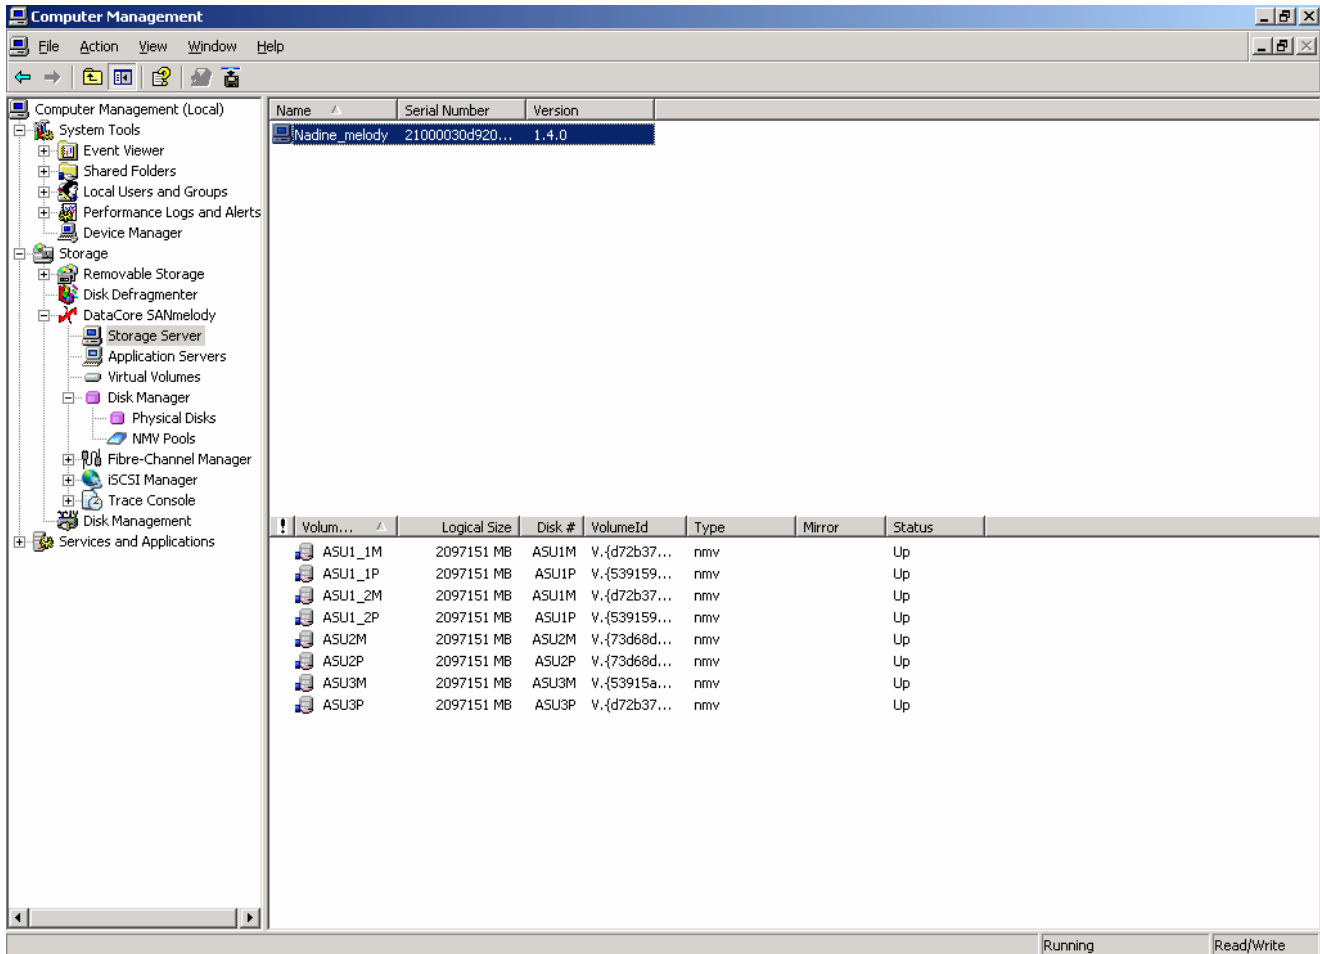 Computer Management
File Action View Window Help
Computer Management (Local)
System Tools
Event Viewer
Shared Folders
Local Users and Groups
Performance Logs and Alerts
Device Manager
Storage
Removable Storage
Disk Defragmenter
DataCore SANmelody
Storage Server
Application Servers
Virtual Volumes
Disk Manager
Physical Disks
NMV Pools
Fibre-Channel Manager
iSCSI Manager
Trace Console
Disk Management
Services and Applications
Name Serial Number Version
Nadine_melody 21000030d920... 1.4.0
! Volum... Logical Size Disk # VolumeId Type Mirror Status
ASU1_1M 2097151 MB ASU1M V.{d72b37... nmv Up
ASU1_1P 2097151 MB ASU1P V.{539159... nmv Up
ASU1_2M 2097151 MB ASU1M V.{d72b37... nmv Up
ASU1_2P 2097151 MB ASU1P V.{539159... nmv Up
ASU2M 2097151 MB ASU2M V.{73d68d... nmv Up
ASU2P 2097151 MB ASU2P V.{73d68d... nmv Up
ASU3M 2097151 MB ASU3M V.{53915a... nmv Up
ASU3P 2097151 MB ASU3P V.{d72b37... nmv Up
Running Read/Write